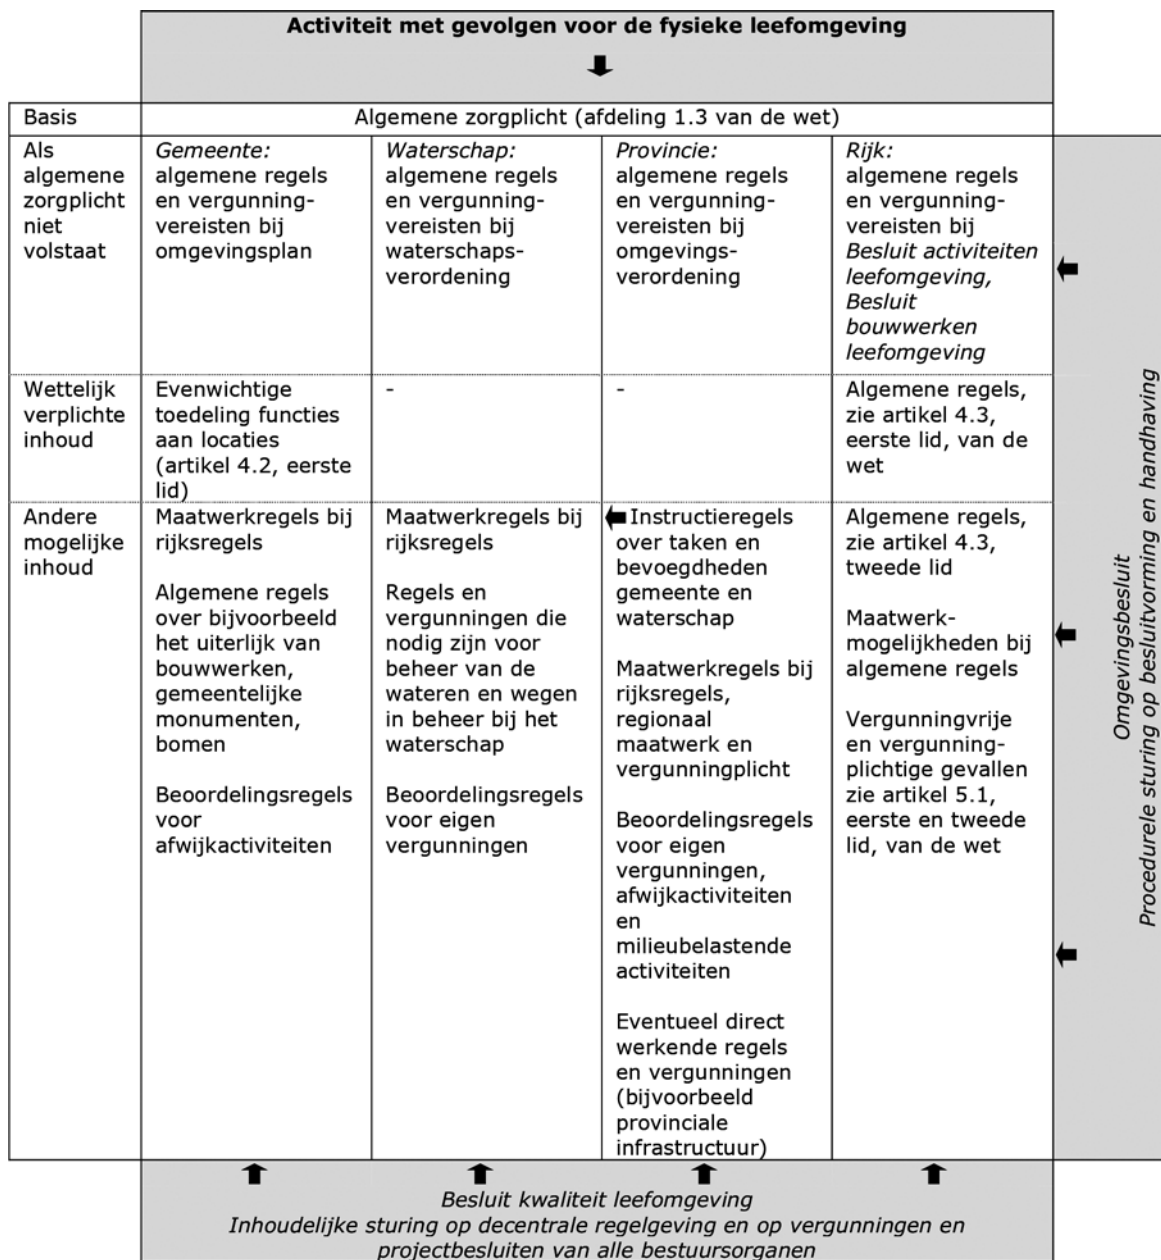 Activiteit met gevolgen voor de fysieke leefomgeving
Basis
Algemene zorgplicht (afdeling 1.3 van de wet)
Als
algemene
zorgplicht
niet
volstaat
Gemeente:
algemene regels
en vergunning-
vereisten bij
omgevingsplan
Waterschap:
algemene regels
en vergunning-
vereisten bij
waterschaps-
verordening
Provincie:
algemene regels
en vergunning-
vereisten bij
omgevings-
verordening
Rijk:
algemene regels
en vergunning-
vereisten bij
Besluit activiteiten
leefomgeving,
Besluit
bouwwerken
leefomgeving
Wettelijk
verplichte
inhoud
Evenwichtige
toedeling functies
aan locaties
(artikel 4.2, eerste
lid)
-
-
Algemene regels,
zie artikel 4.3,
eerste lid, van de
wet
Andere
mogelijke
inhoud
Maatwerkregels bij
rijksregels
Algemene regels
over bijvoorbeeld
het uiterlijk van
bouwwerken,
gemeentelijke
monumenten,
bomen
Beoordelingsregels
voor
afwijkactiviteiten
Maatwerkregels bij
rijksregels
Regels en
vergunningen die
nodig zijn voor
beheer van de
wateren en wegen
in beheer bij het
waterschap
Beoordelingsregels
voor eigen
vergunningen
Instructieregels
over taken en
bevoegdheden
gemeente en
waterschap
Maatwerkregels bij
rijksregels,
regionaal
maatwerk en
vergunningplicht
Beoordelingsregels
voor eigen
vergunningen,
afwijkactiviteiten
en
milieubelastende
activiteiten
Eventueel direct
werkende regels
en vergunningen
(bijvoorbeeld
provinciale
infrastructuur)
Algemene regels,
zie artikel 4.3,
tweede lid
Maatwerk-
mogelijkheden bij
algemene regels
Vergunningvrije
en vergunning-
plichtige gevallen
zie artikel 5.1,
eerste en tweede
lid, van de wet
Omgevingsbesluit
Procedurele sturing op besluitvorming en handhaving
Besluit kwaliteit leefomgeving
Inhoudelijke sturing op decentrale regelgeving en op vergunningen en
projectbesluiten van alle bestuursorganen